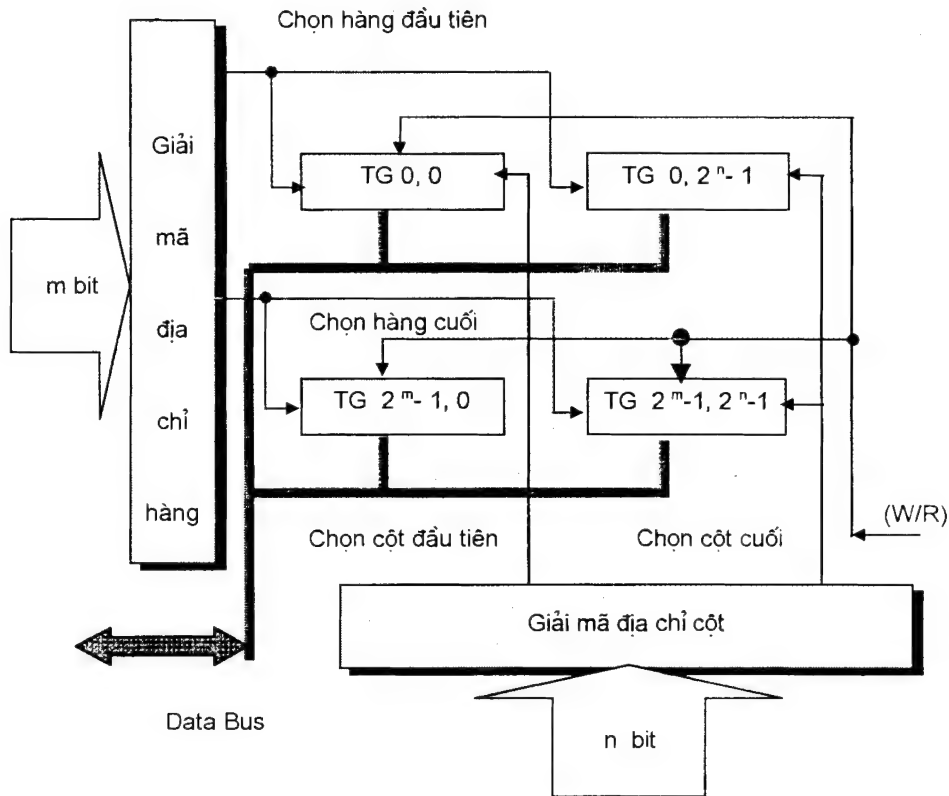 Chọn hàng đầu tiên
Giải
mã
địa
chỉ
hàng
m bit
TG 0, 0
TG 0, 2ⁿ- 1
Chọn hàng cuối
TG 2ᵐ- 1, 0
TG 2ᵐ-1, 2ⁿ-1
(W/R)
Chọn cột đầu tiên
Chọn cột cuối
Giải mã địa chỉ cột
Data Bus
n bit